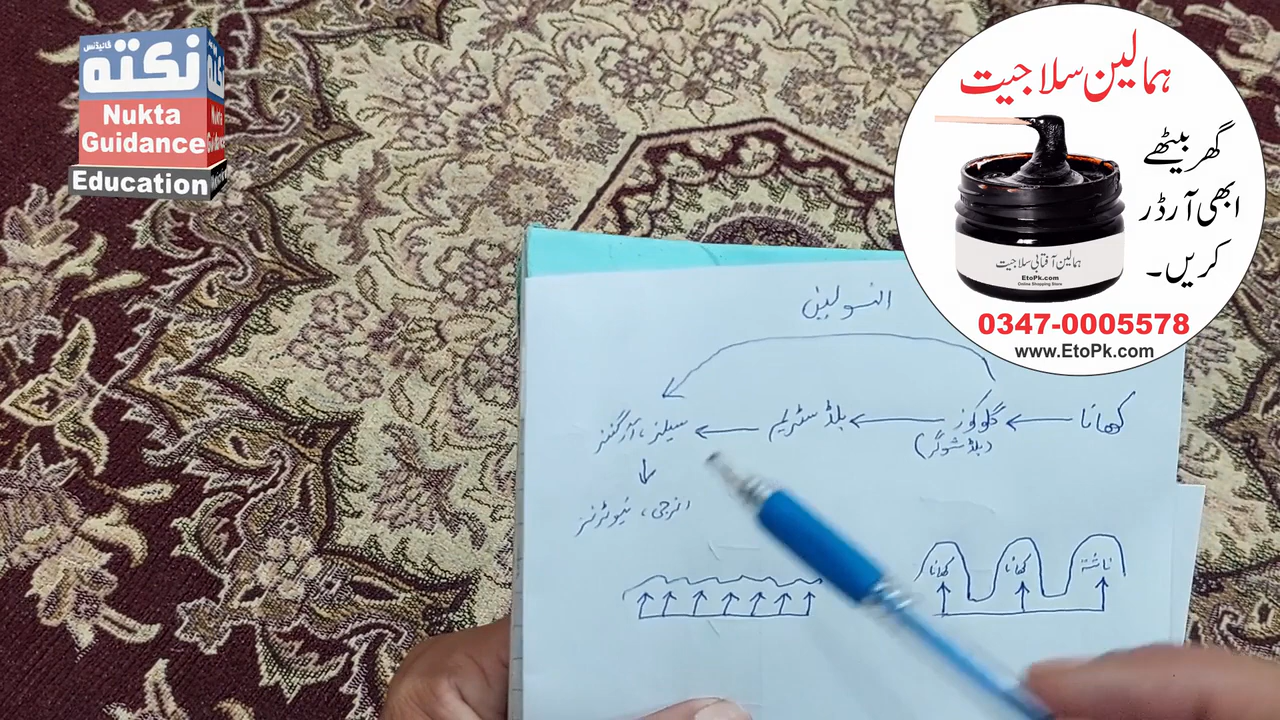 گائیڈنس
نکتہ
Nukta
Guidance
Education
ہمالین سلاجیت
گھر بیٹھے
ابھی آرڈر
کریں۔
ہمالین آفتابی سلاجیت
EtoPk.com
Online Shopping Store
0347-0005578
www.EtoPk.com
انسولین
کھانا گلوکوز بلڈ سٹریم سیلز، آرگنز
(بلڈ شوگر)
انرجی، نیوٹرنز
ناشتہ کھانا کھانا